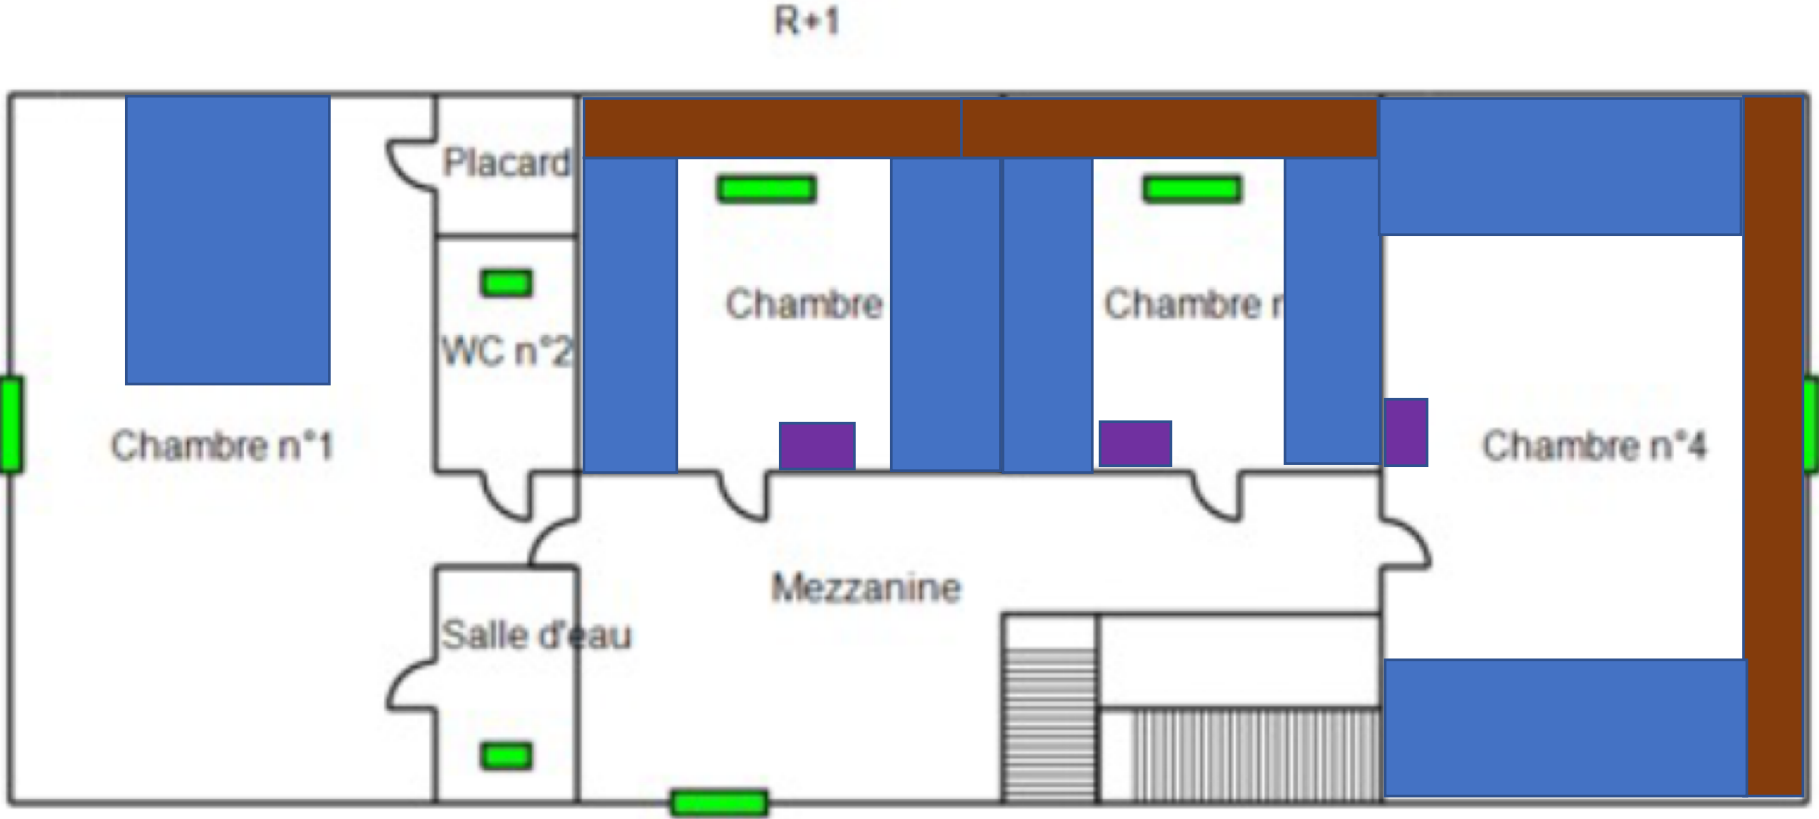 R+1
Placard
WC n°2
Chambre
Chambre
Chambre n°1
Chambre n°4
Mezzanine
Salle d'eau